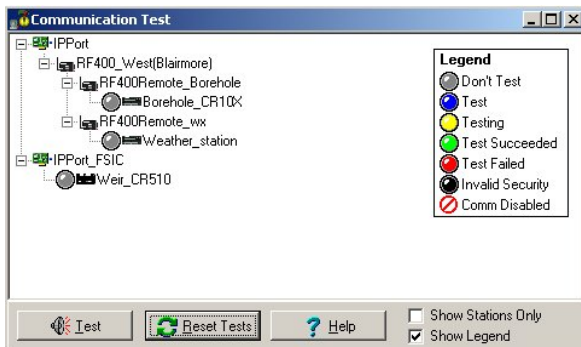 Communication Test
IPPort
RF400_West(Blairmore)
RF400Remote_Borehole
Borehole_CR10X
RF400Remote_wx
Weather_station
IPPort_FSIC
Weir_CR510
Legend
Don't Test
Test
Testing
Test Succeeded
Test Failed
Invalid Security
Comm Disabled
Test
Reset Tests
Help
Show Stations Only
Show Legend